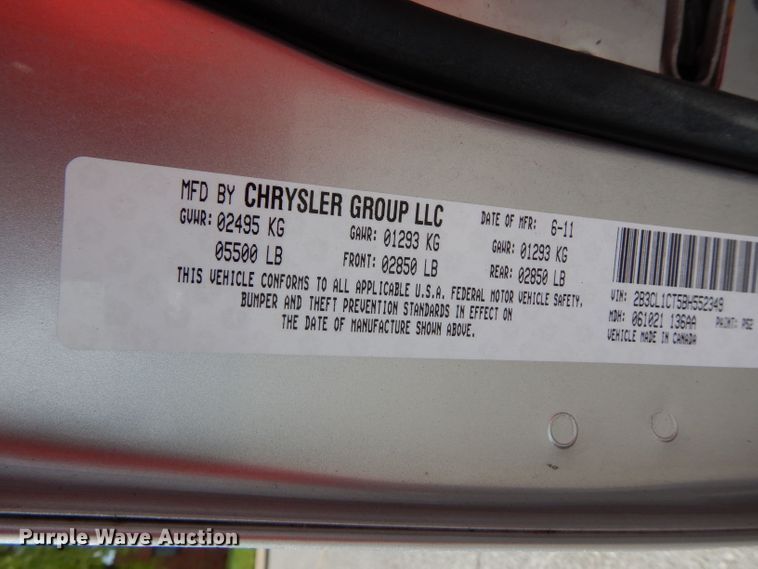 MFD BY CHRYSLER GROUP LLC DATE OF MFR: 6-11
GVWR: 02495 KG GAWR: 01293 KG GAWR: 01293 KG
05500 LB FRONT: 02850 LB REAR: 02850 LB
THIS VEHICLE CONFORMS TO ALL APPLICABLE U.S.A. FEDERAL MOTOR VEHICLE SAFETY,
BUMPER AND THEFT PREVENTION STANDARDS IN EFFECT ON
THE DATE OF MANUFACTURE SHOWN ABOVE.
VIN: 2B3CL1CT5BH552349
MDH: 061021 136AA PAINT: PS2
VEHICLE MADE IN CANADA
Purple Wave Auction